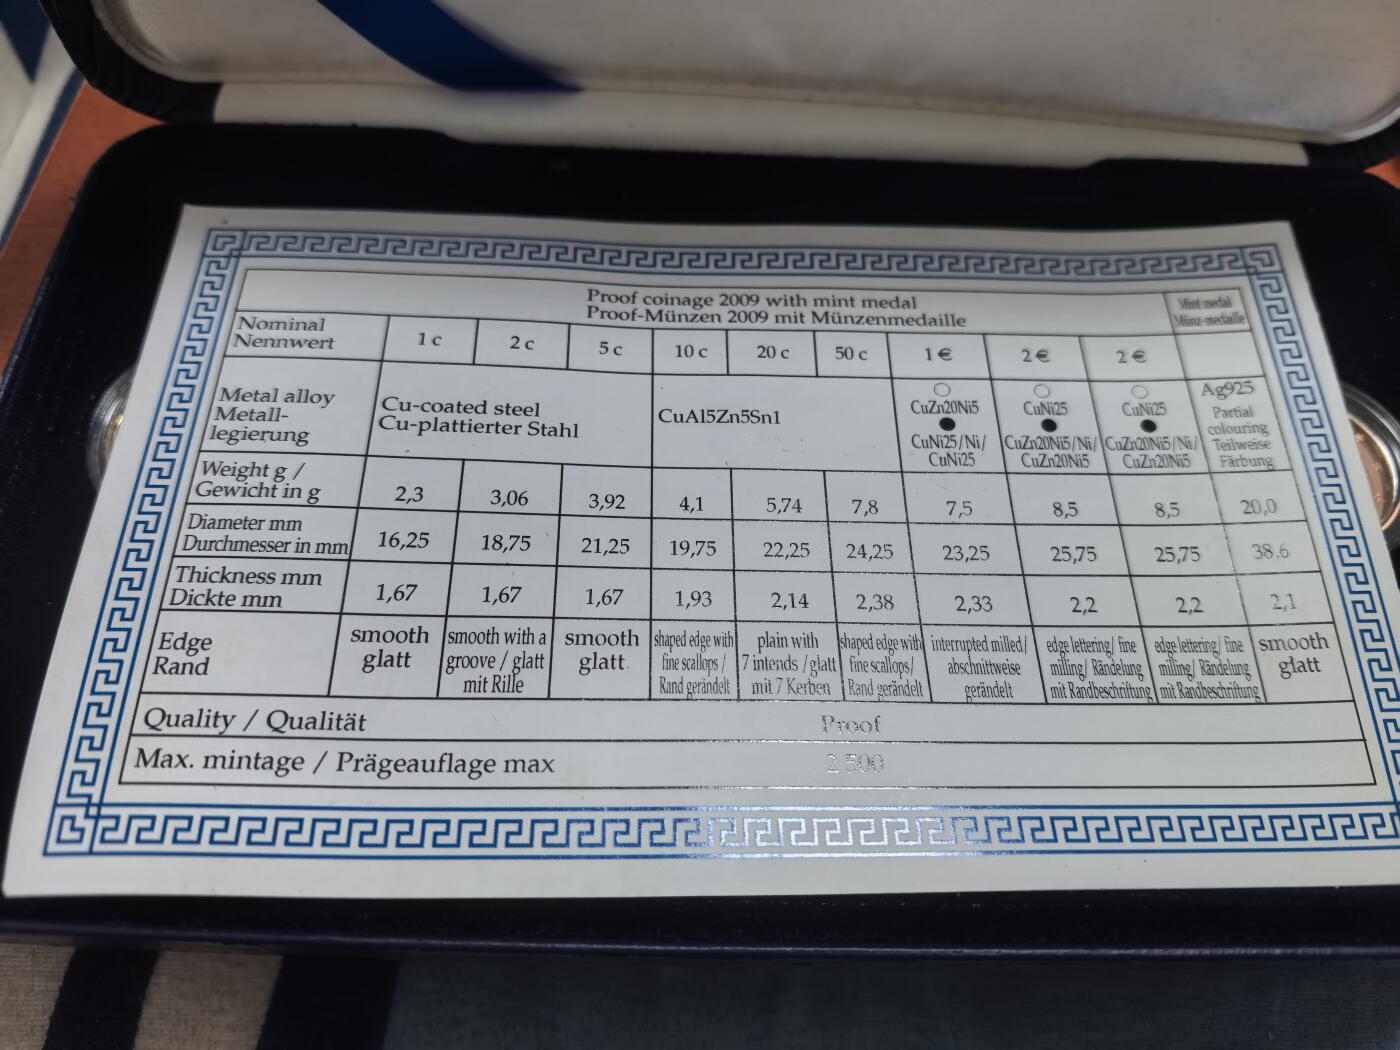 Proof coinage 2009 with mint medal
Proof-Münzen 2009 mit Münzenmedaille
Mint medal
Münz-medaille
Nominal
Nennwert
1 c
2 c
5 c
10 c
20 c
50 c
1 €
2 €
2 €
Metal alloy
Metall-
legierung
Cu-coated steel
Cu-plattierter Stahl
CuAl5Zn5Sn1
CuZn20Ni5
CuNi25/Ni/
CuNi25
CuNi25
CuZn20Ni5/Ni/
CuZn20Ni5
CuNi25
CuZn20Ni5/Ni/
CuZn20Ni5
Ag925
Partial
colouring
Teilweise
Färbung
Weight g /
Gewicht in g
2,3
3,06
3,92
4,1
5,74
7,8
7,5
8,5
8,5
20,0
Diameter mm
Durchmesser in mm
16,25
18,75
21,25
19,75
22,25
24,25
23,25
25,75
25,75
38,6
Thickness mm
Dickte mm
1,67
1,67
1,67
1,93
2,14
2,38
2,33
2,2
2,2
2,1
Edge
Rand
smooth
glatt
smooth with a
groove / glatt
mit Rille
smooth
glatt.
shaped edge with
fine scallops /
Rand gerändelt
plain with
7 intends /glatt
mit 7 Kerben
shaped edge with
fine scallops/
Rand gerändelt
interrupted milled/
abschnittweise
gerändelt
edge lettering/ fine
milling/ Rändelung
mit Randbeschriftung
edge lettering/ fine
milling/ Rändelung
mit Randbeschriftung
smooth
glatt
Quality / Qualität
Proof
Max. mintage / Prägeauflage max
2 500